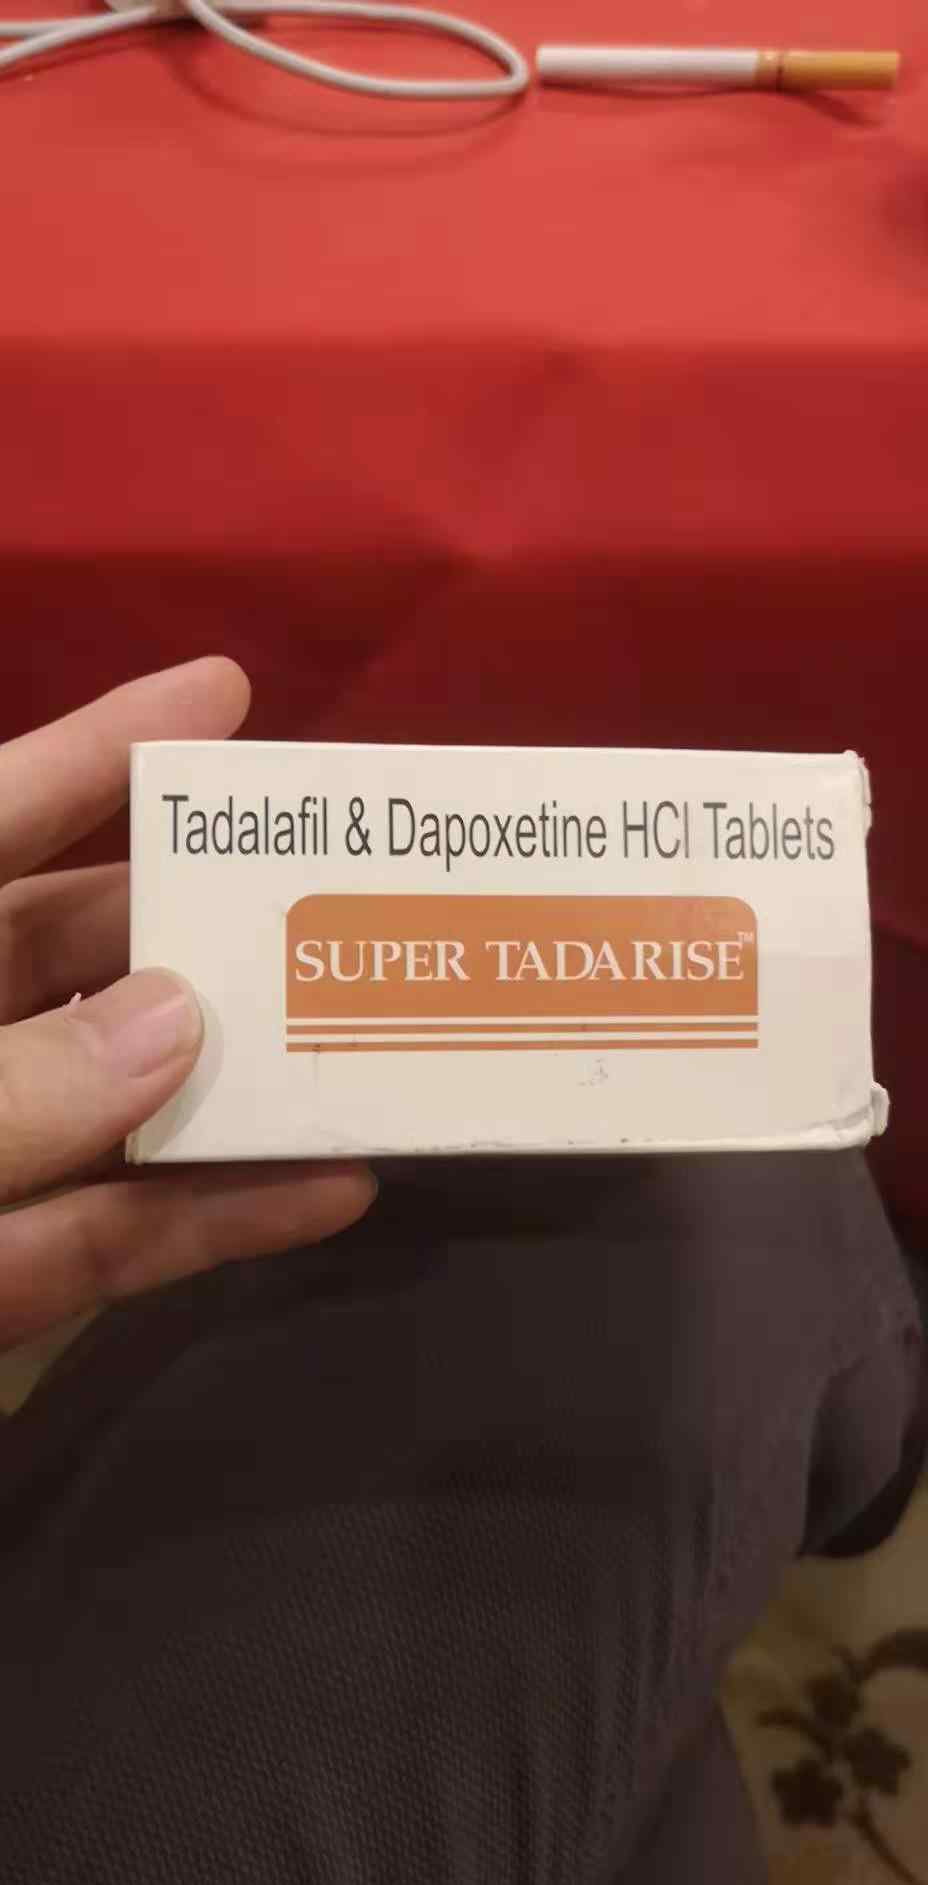 Tadalafil & Dapoxetine HCl Tablets
SUPER TADARISE™